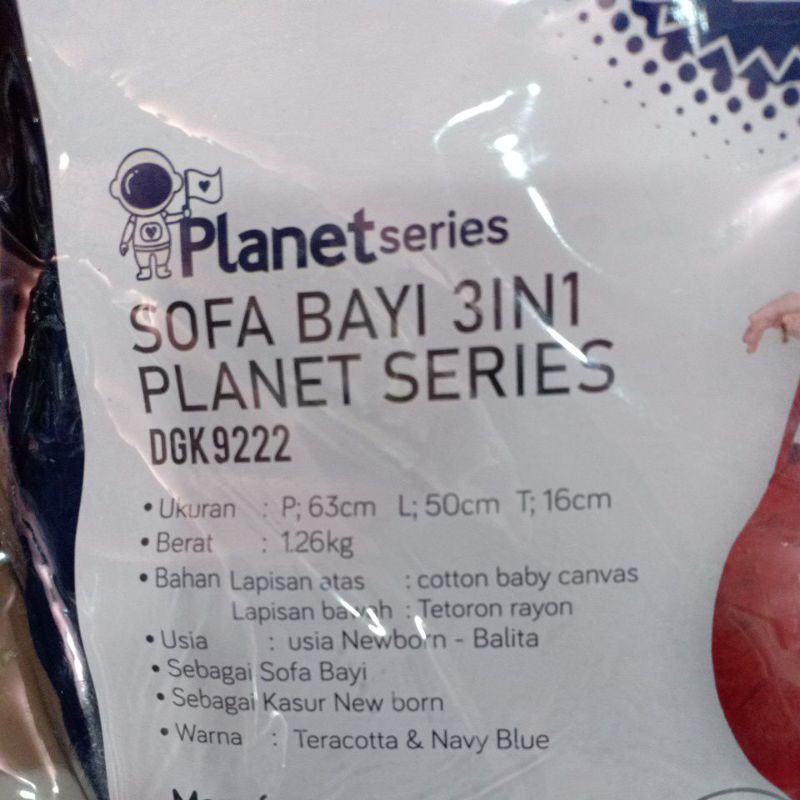 Planet series
SOFA BAYI 3IN1
PLANET SERIES
DGK9222
• Ukuran : P; 63cm L; 50cm T; 16cm
• Berat : 1.26kg
• Bahan Lapisan atas : cotton baby canvas
Lapisan bawah : Tetoron rayon
• Usia : usia Newborn - Balita
• Sebagai Sofa Bayi
• Sebagai Kasur New born
• Warna : Teracotta & Navy Blue